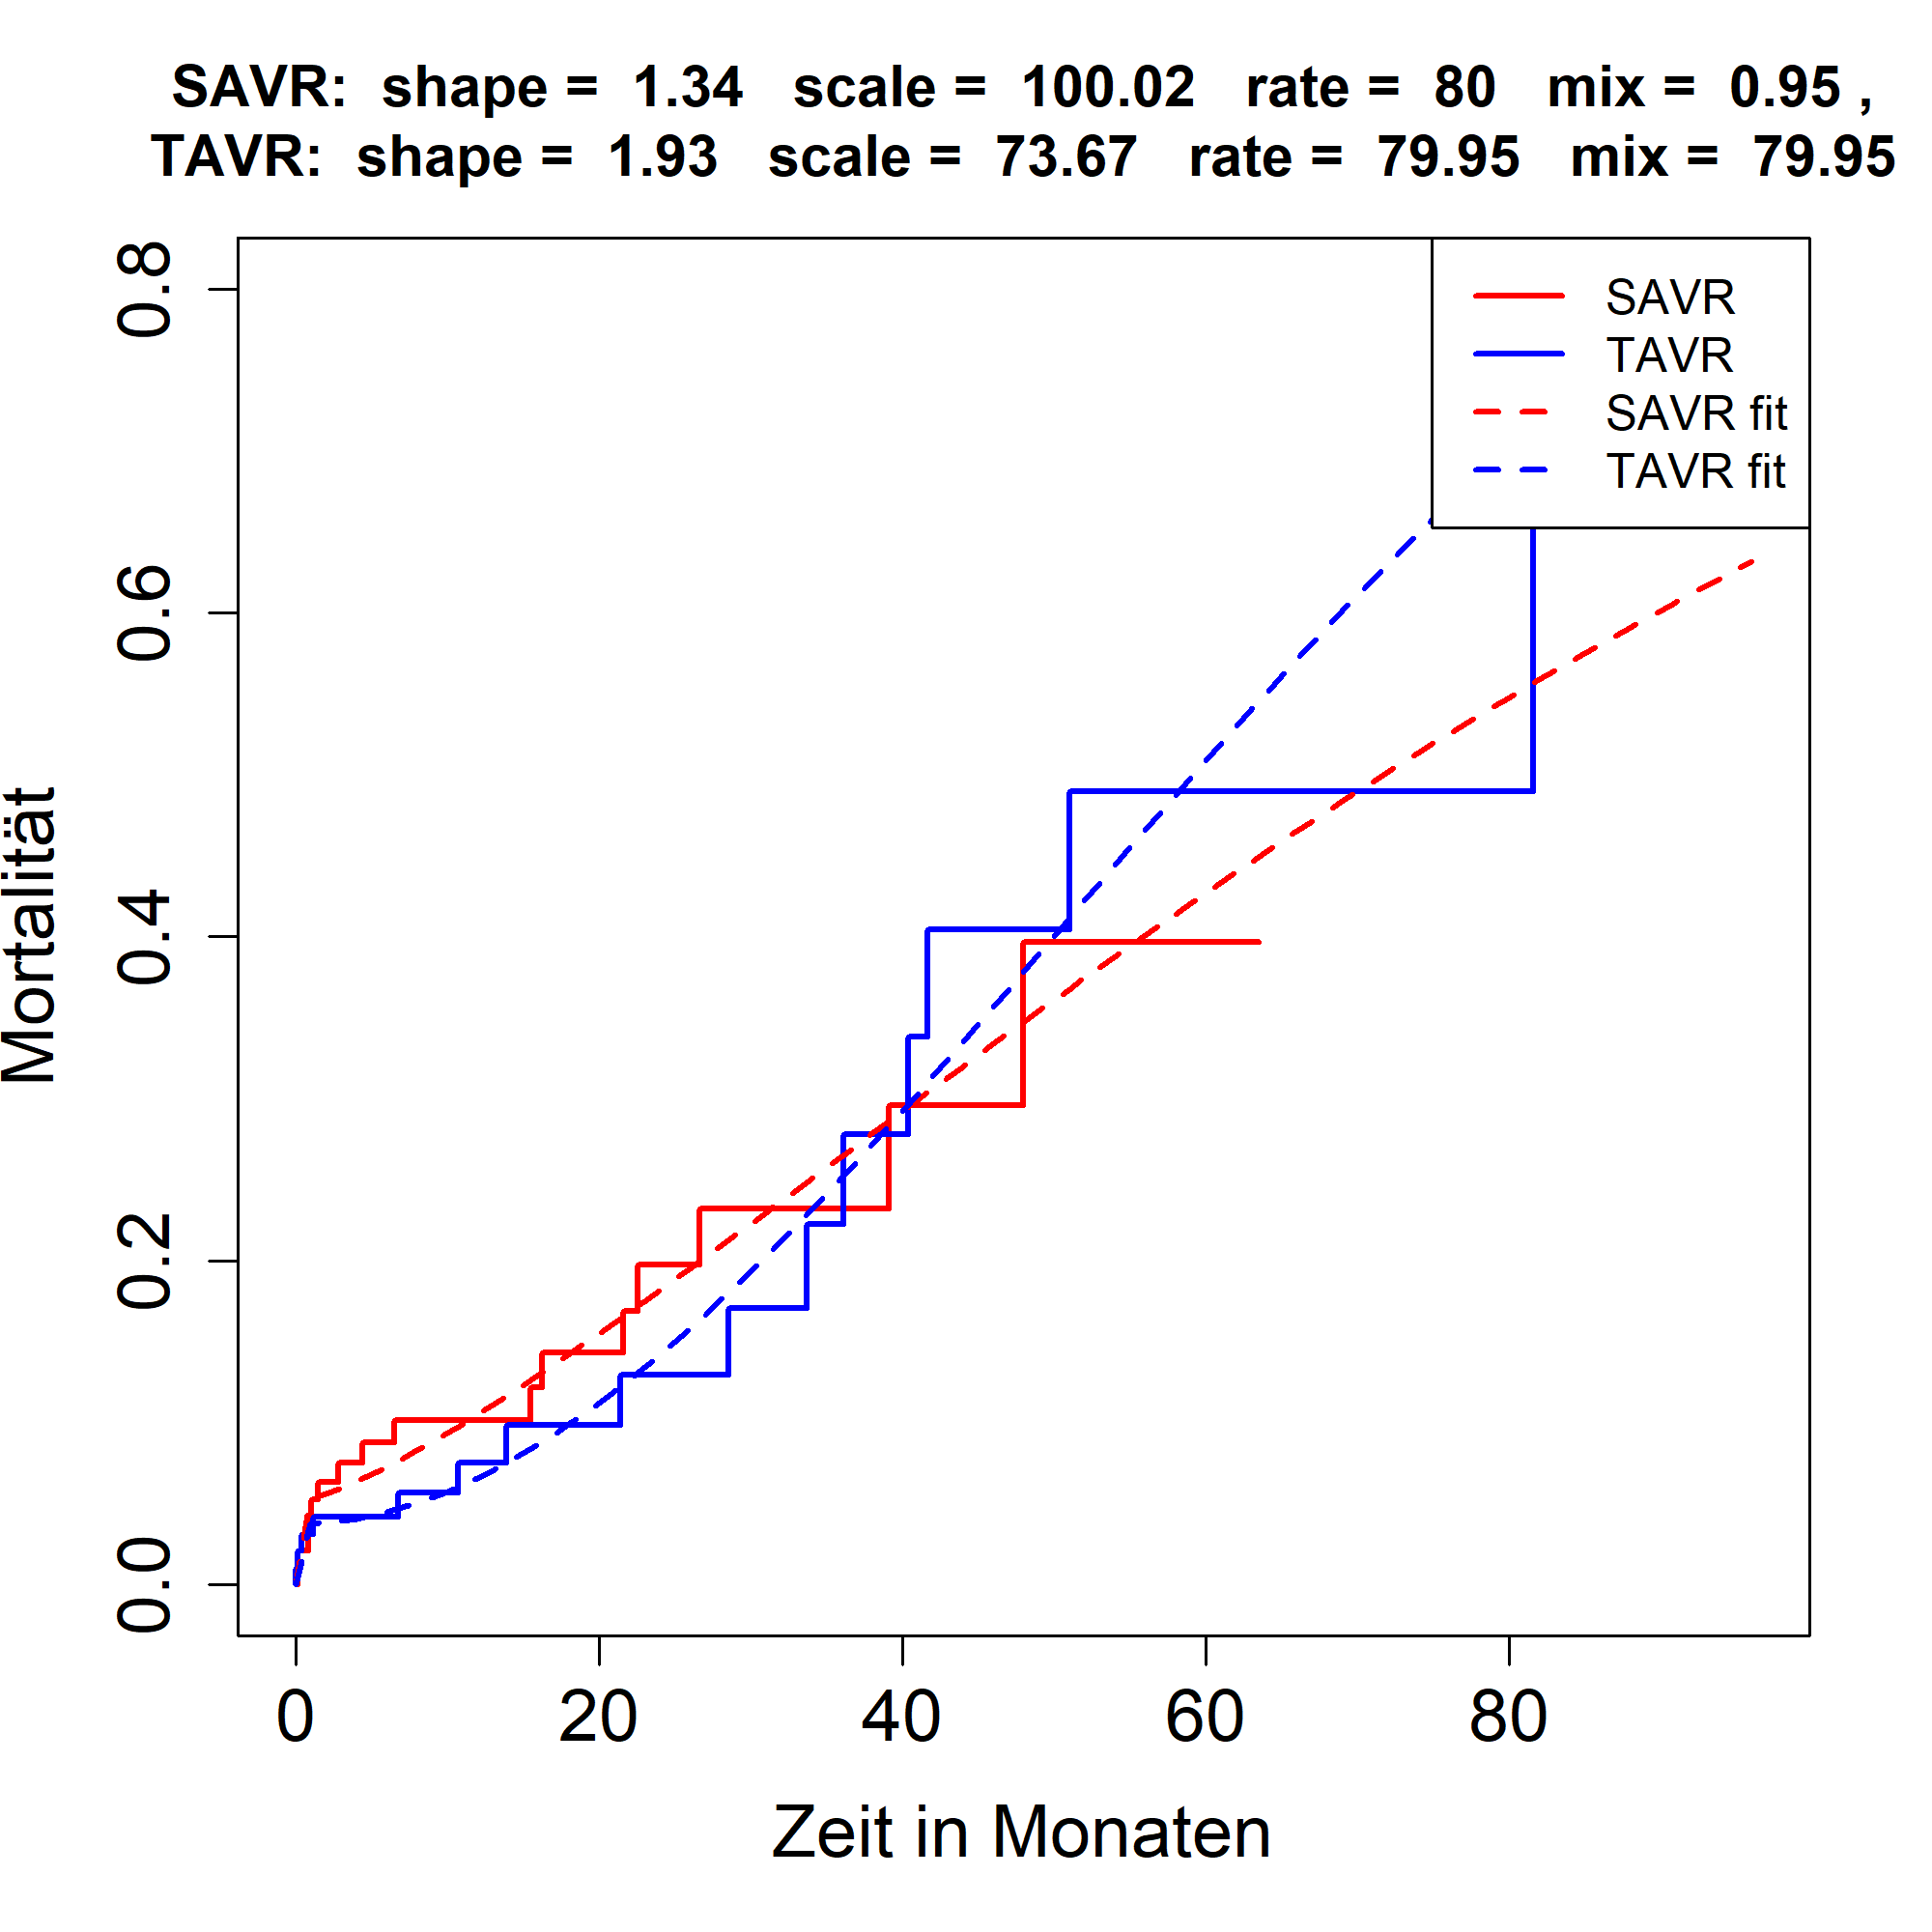 SAVR: shape = 1.34 scale = 100.02 rate = 80 mix = 0.95 ,
TAVR: shape = 1.93 scale = 73.67 rate = 79.95 mix = 79.95
SAVR
TAVR
SAVR fit
TAVR fit
Mortalität
0.8
0.6
0.4
0.2
0.0
0 20 40 60 80
Zeit in Monaten